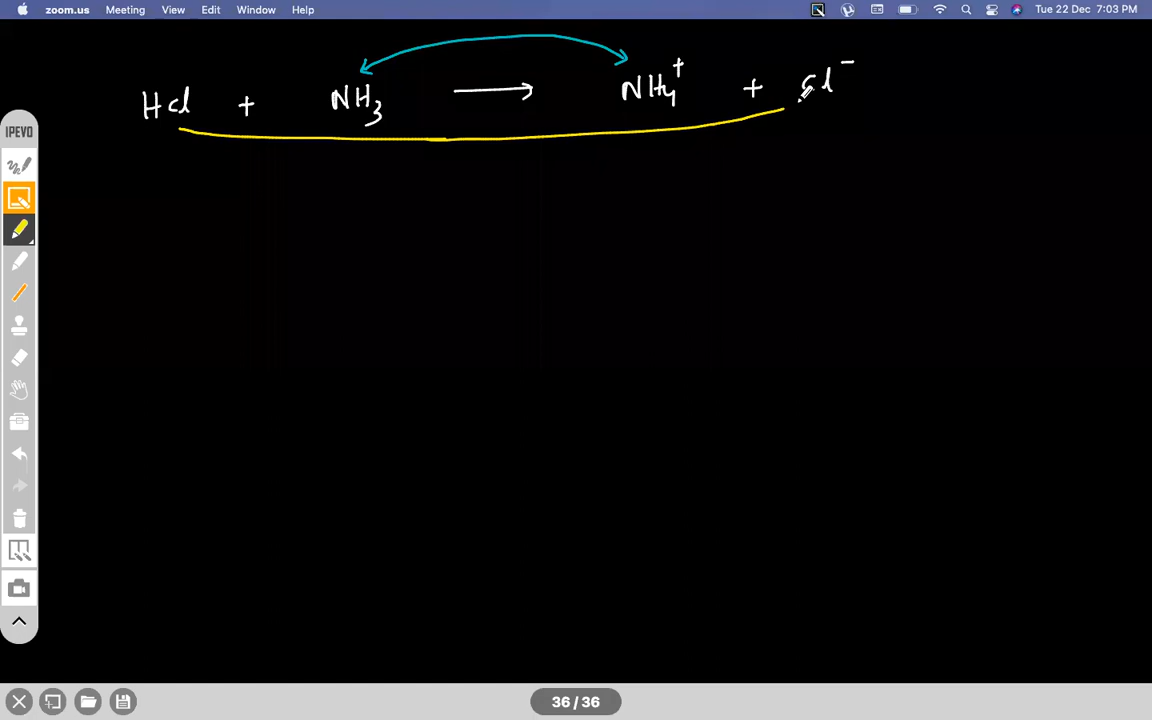 zoom.us Meeting View Edit Window Help Tue 22 Dec 7:03 PM
HCl + NH3 ⟶ NH4+ + Cl−
IPEVO
36 / 36